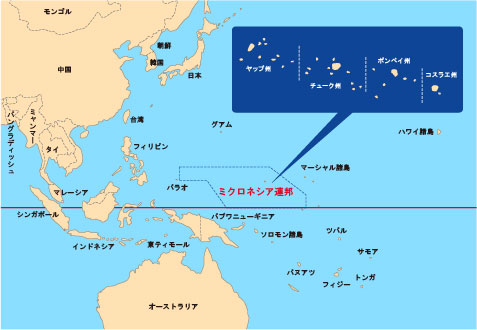 モンゴル
朝鮮
韓国
日本
中国
ヤップ州
チューク州
ポンペイ州
コスラエ州
バングラディッシュ
ミャンマー
タイ
台湾
フィリピン
グアム
ハワイ諸島
マーシャル諸島
マレーシア
パラオ
ミクロネシア連邦
シンガポール
パプワニューギニア
インドネシア
東ティモール
ソロモン諸島
ツバル
サモア
バヌアツ
フィジー
トンガ
オーストラリア